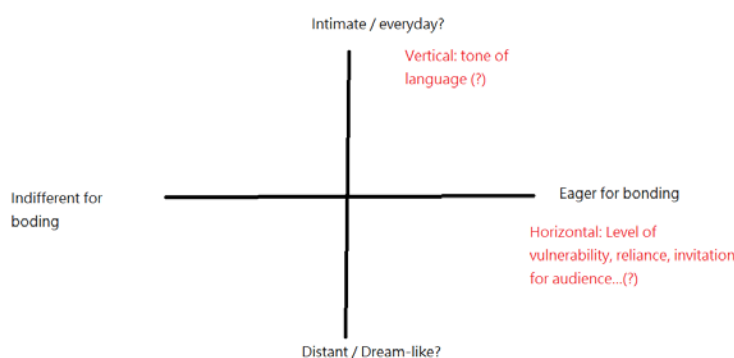 Intimate / everyday?
Vertical: tone of
language (?)
Indifferent for
boding
Eager for bonding
Horizontal: Level of
vulnerability, reliance, invitation
for audience...(?)
Distant / Dream-like?